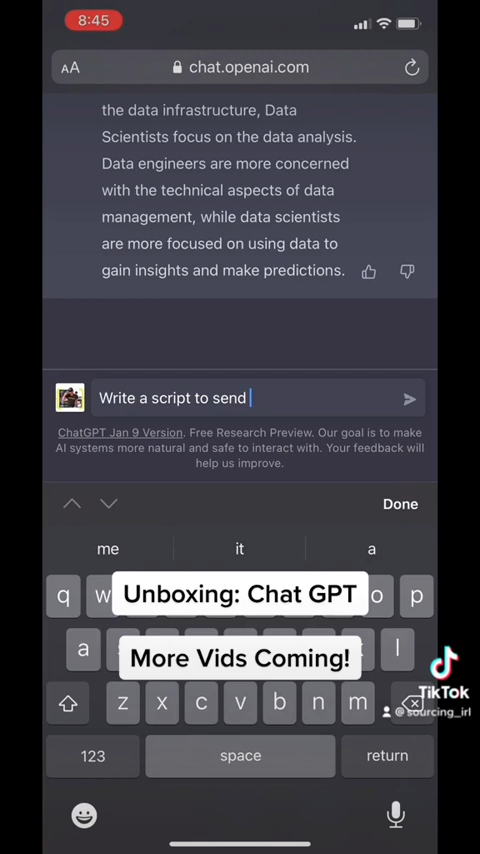 8:45
AA
chat.openai.com
the data infrastructure, Data
Scientists focus on the data analysis.
Data engineers are more concerned
with the technical aspects of data
management, while data scientists
are more focused on using data to
gain insights and make predictions.
Write a script to send
ChatGPT Jan 9 Version. Free Research Preview. Our goal is to make
AI systems more natural and safe to interact with. Your feedback will
help us improve.
Done
me it a
q w o p
Unboxing: Chat GPT
a l
More Vids Coming!
TikTok
z x c v b n m
@sourcing_irl
123 space return